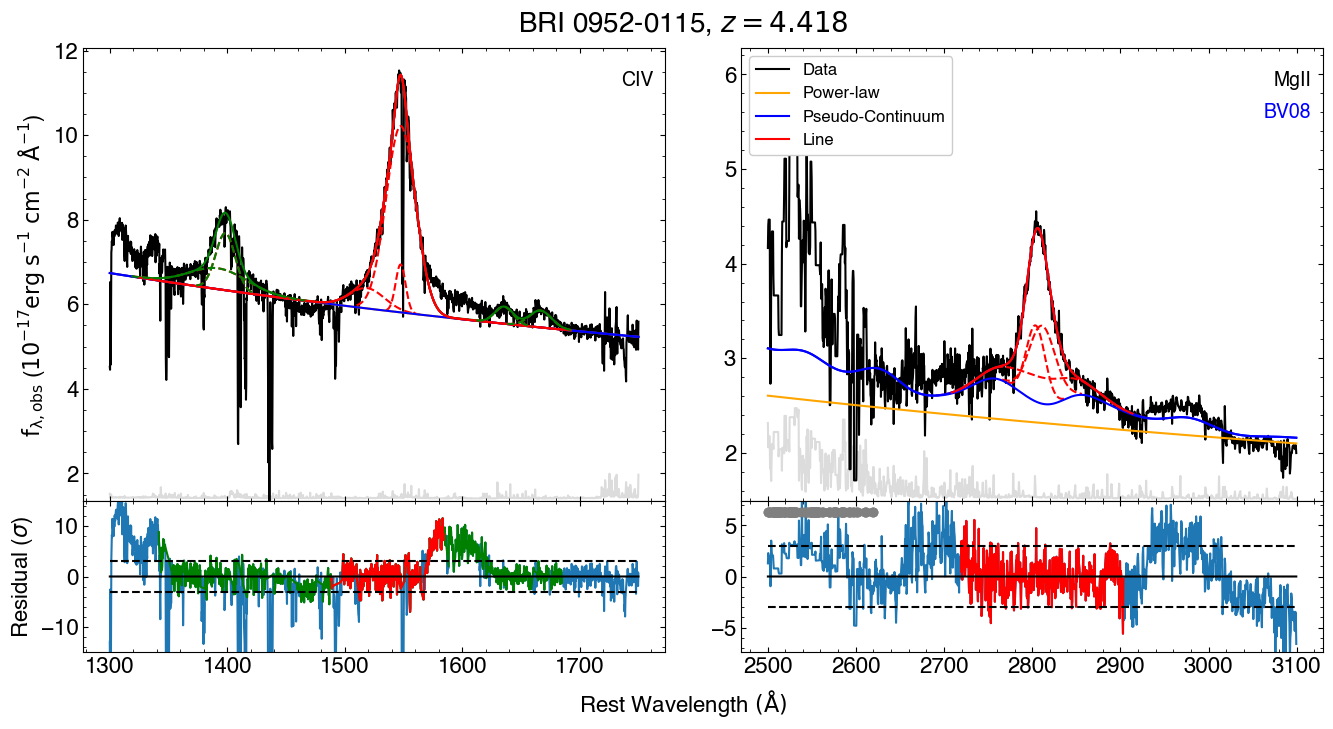 BRI 0952-0115, z = 4.418
f_λ,obs (10⁻¹⁷erg s⁻¹ cm⁻² Å⁻¹)
12
10
8
6
4
2
CIV
6
5
4
3
2
Data
Power-law
Pseudo-Continuum
Line
MgII
BV08
Residual (σ)
10
0
−10
1300 1400 1500 1600 1700
5
0
−5
2500 2600 2700 2800 2900 3000 3100
Rest Wavelength (Å)